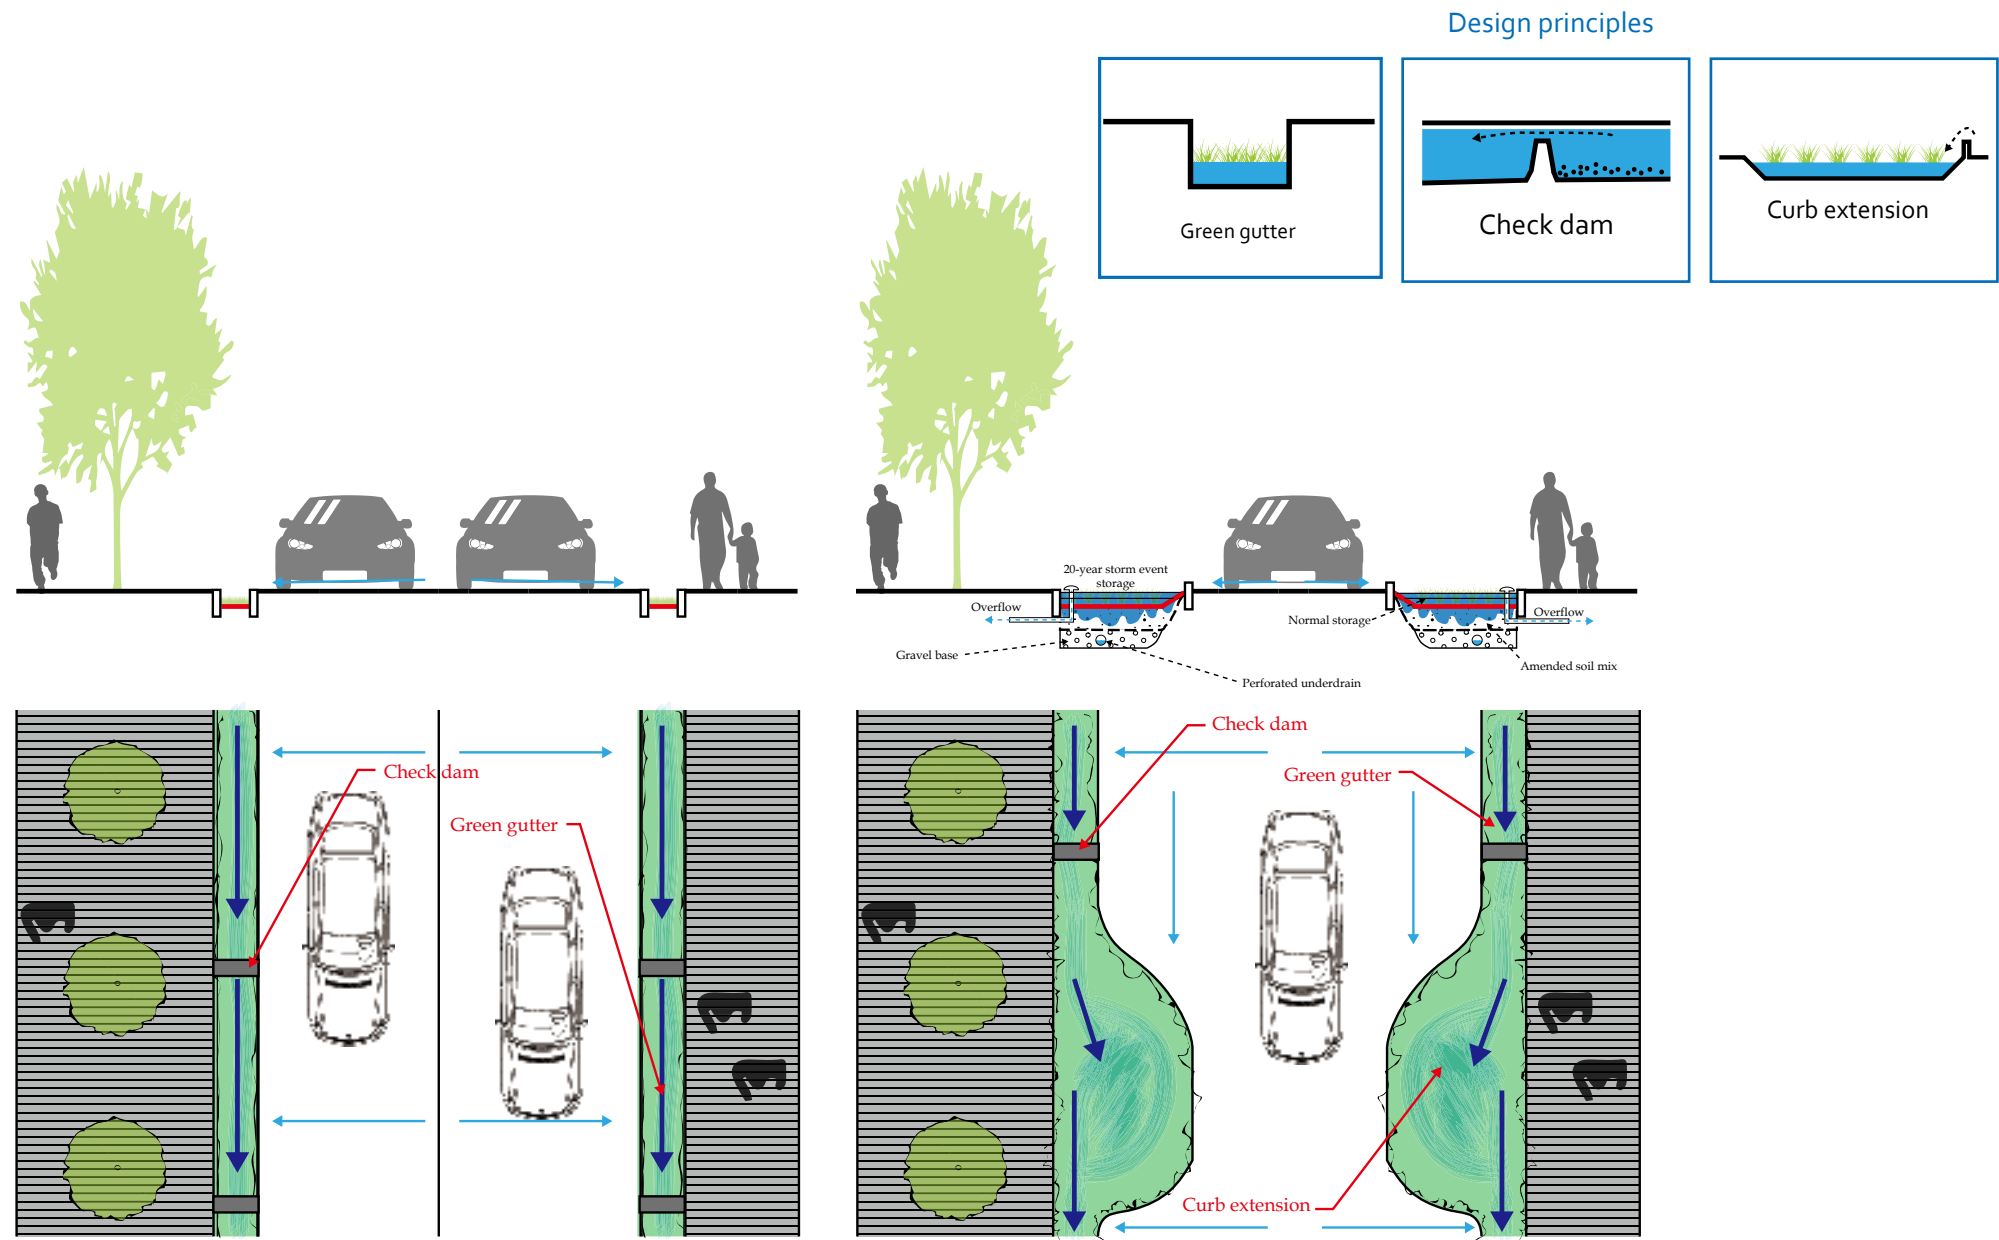 Design principles
Green gutter
Check dam
Curb extension
20-year storm event
storage
Overflow
Overflow
Normal storage
Gravel base
Amended soil mix
Perforated underdrain
Check dam
Green gutter
Check dam
Green gutter
Curb extension